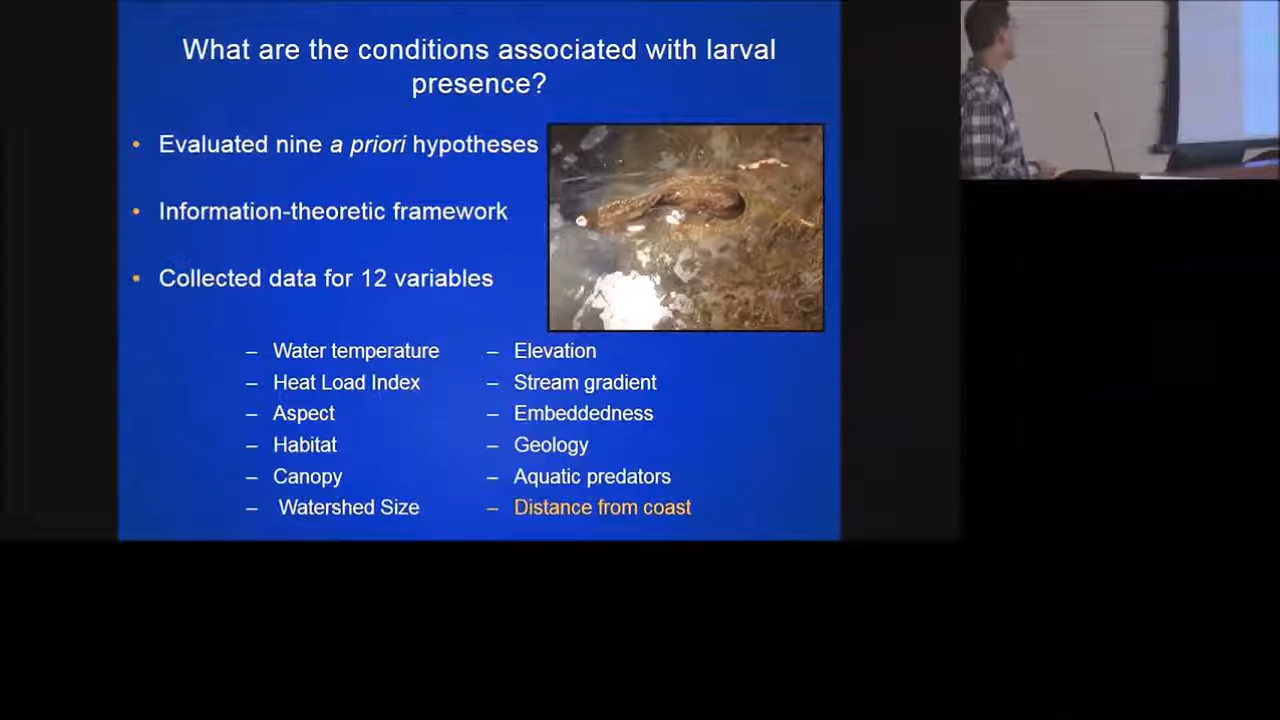 What are the conditions associated with larval
presence?
• Evaluated nine a priori hypotheses
• Information-theoretic framework
• Collected data for 12 variables
– Water temperature
– Heat Load Index
– Aspect
– Habitat
– Canopy
– Watershed Size
– Elevation
– Stream gradient
– Embeddedness
– Geology
– Aquatic predators
– Distance from coast